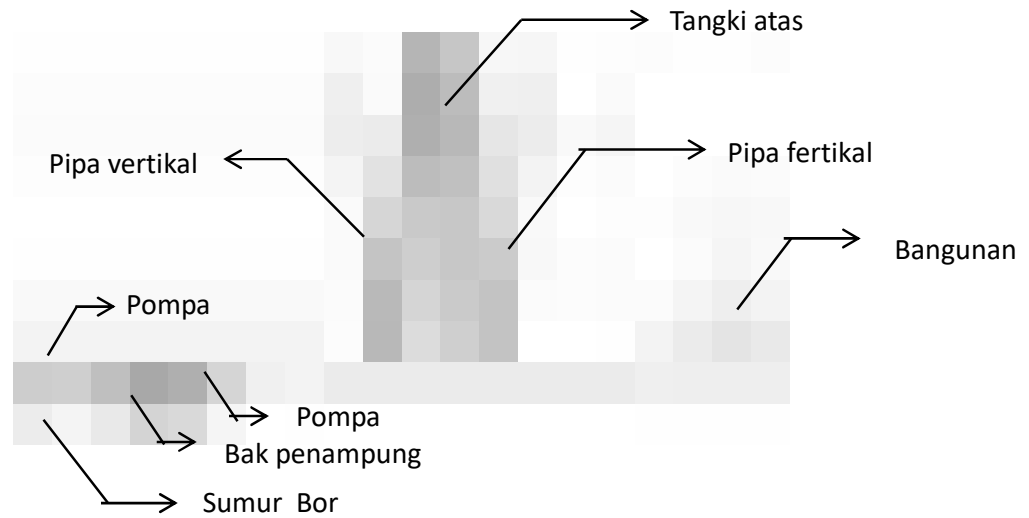 Tangki atas
Pipa vertikal
Pipa fertikal
Bangunan
Pompa
Pompa
Bak penampung
Sumur Bor